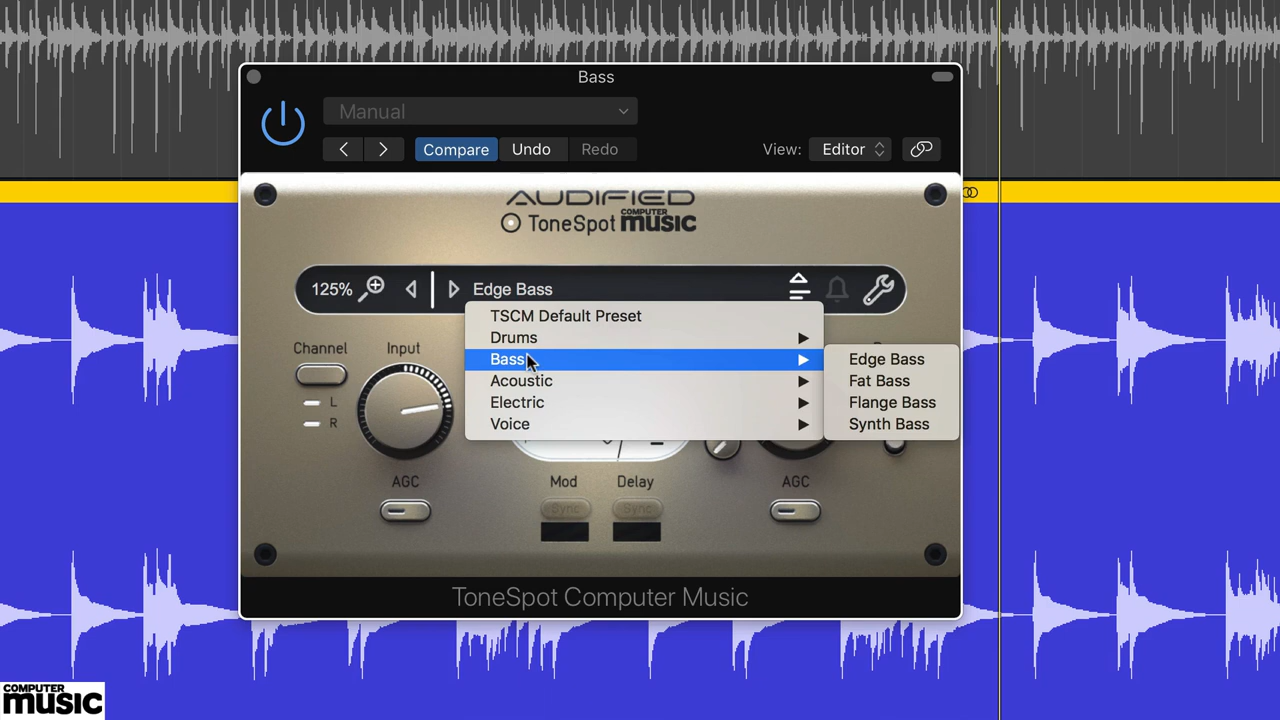 Bass
Manual
Compare Undo Redo View: Editor
AUDIFIED
ToneSpot COMPUTER music
125% Edge Bass
TSCM Default Preset
Drums
Bass Edge Bass
Acoustic Fat Bass
Electric Flange Bass
Voice Synth Bass
Channel Input
L
R
AGC Mod Delay AGC
Sync Sync
ToneSpot Computer Music
COMPUTER
music